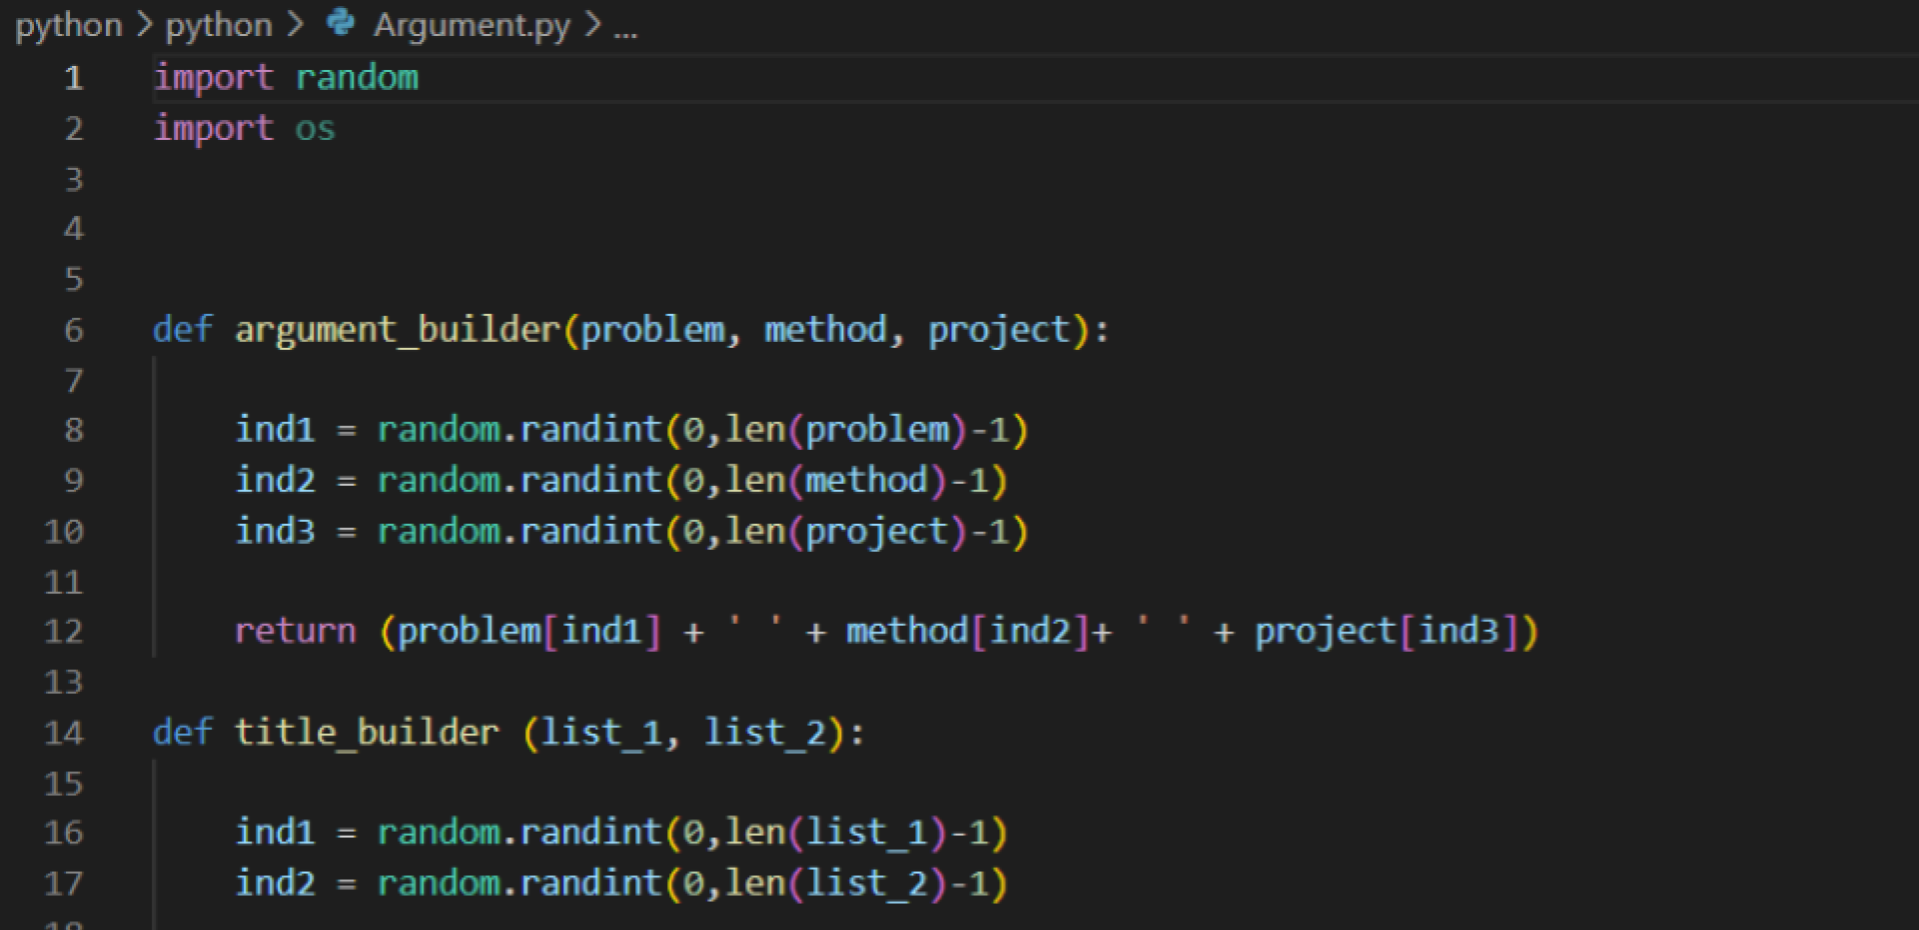 python > python > Argument.py > ...
1 import random
2 import os
3
4
5
6 def argument_builder(problem, method, project):
7
8     ind1 = random.randint(0,len(problem)-1)
9     ind2 = random.randint(0,len(method)-1)
10     ind3 = random.randint(0,len(project)-1)
11
12     return (problem[ind1] + ' ' + method[ind2]+ ' ' + project[ind3])
13
14 def title_builder (list_1, list_2):
15
16     ind1 = random.randint(0,len(list_1)-1)
17     ind2 = random.randint(0,len(list_2)-1)